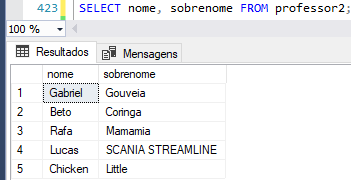 423 SELECT nome, sobrenome FROM professor2;
100 %
Resultados Mensagens
nome sobrenome
1 Gabriel Gouveia
2 Beto Coringa
3 Rafa Mamamia
4 Lucas SCANIA STREAMLINE
5 Chicken Little